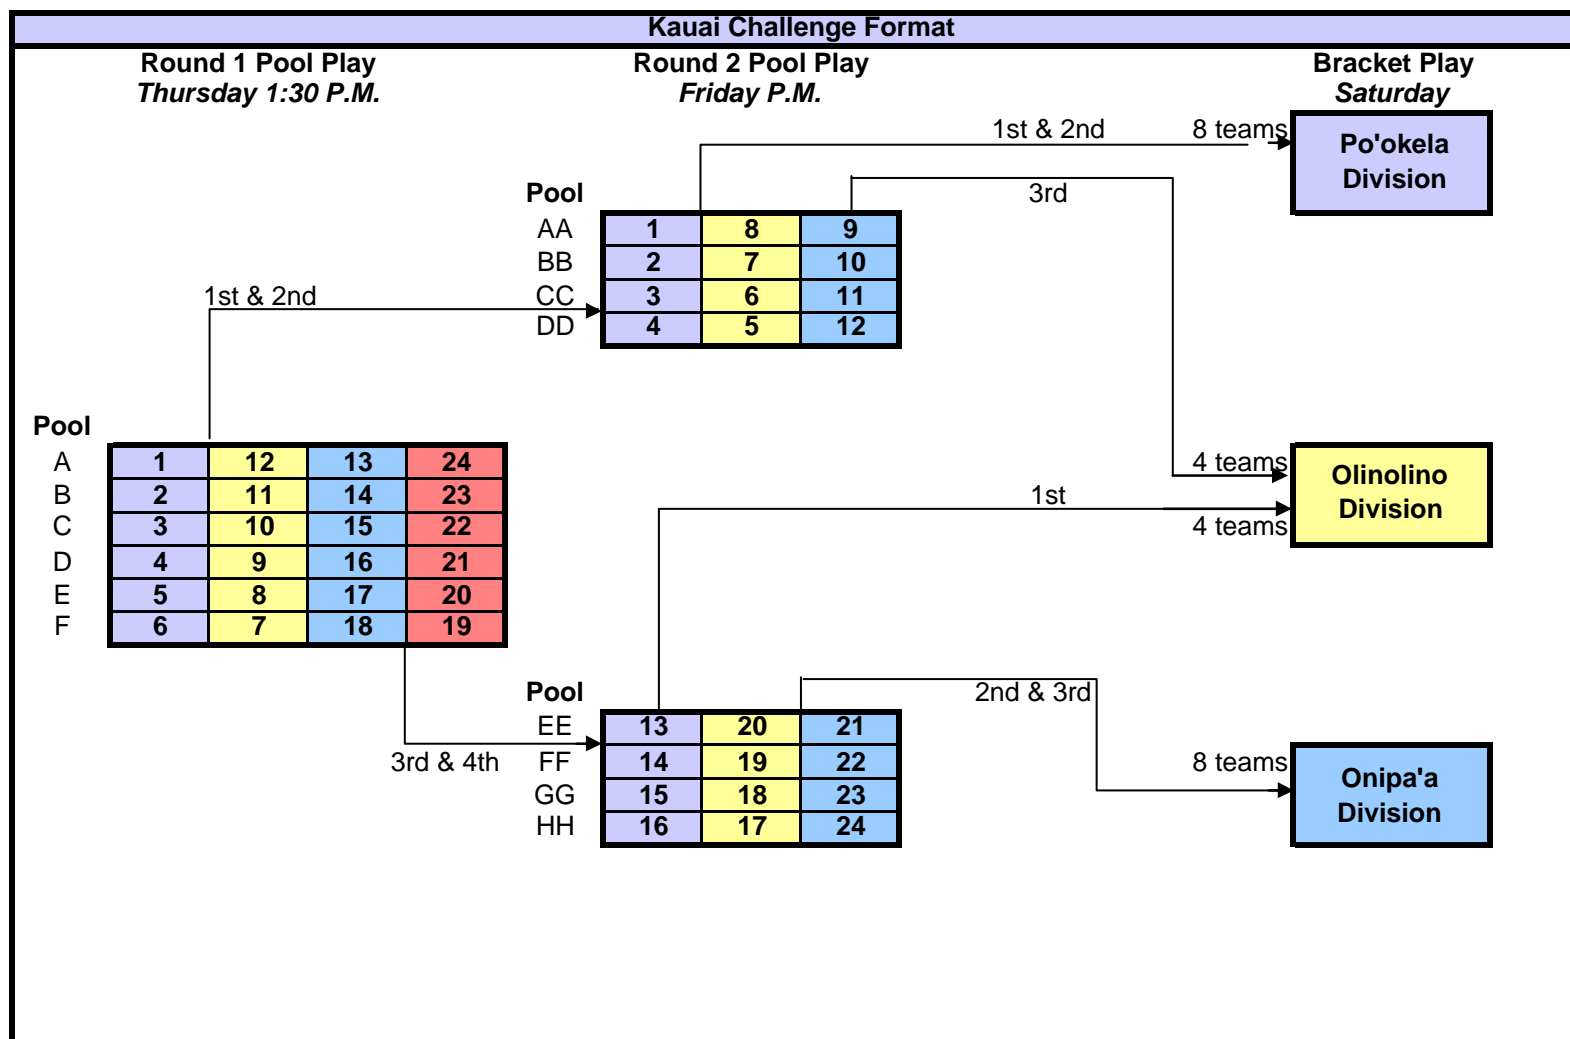 Kauai Challenge Format
Round 1 Pool Play Round 2 Pool Play Bracket Play
Thursday 1:30 P.M. Friday P.M. Saturday
1st & 2nd 8 teams
Po'okela
Division
Pool 3rd
AA 1 8 9
BB 2 7 10
CC 3 6 11
DD 4 5 12
1st & 2nd
Pool
A 1 12 13 24
B 2 11 14 23
C 3 10 15 22
D 4 9 16 21
E 5 8 17 20
F 6 7 18 19
4 teams
1st
4 teams
Olinolino
Division
Pool 2nd & 3rd
EE 13 20 21
FF 14 19 22
GG 15 18 23
HH 16 17 24
3rd & 4th
8 teams
Onipa'a
Division